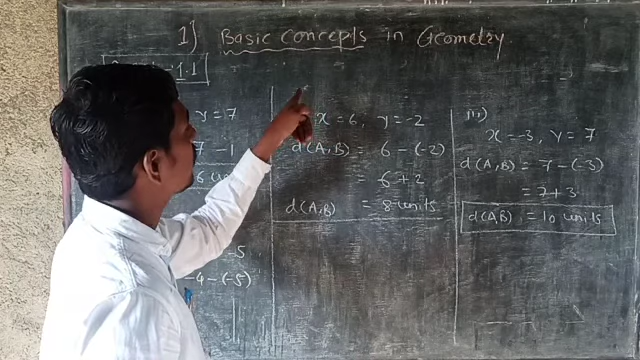 1] Basic Concepts in Geometry
1.1
y = 7
7 - 1
6 units
-5
-4 - (-5)
x = 6, y = -2
d(A,B) = 6 - (-2)
= 6 + 2
d(A,B) = 8 units
iii)
x = -3, y = 7
d(A,B) = 7 - (-3)
= 7 + 3
d(A,B) = 10 units